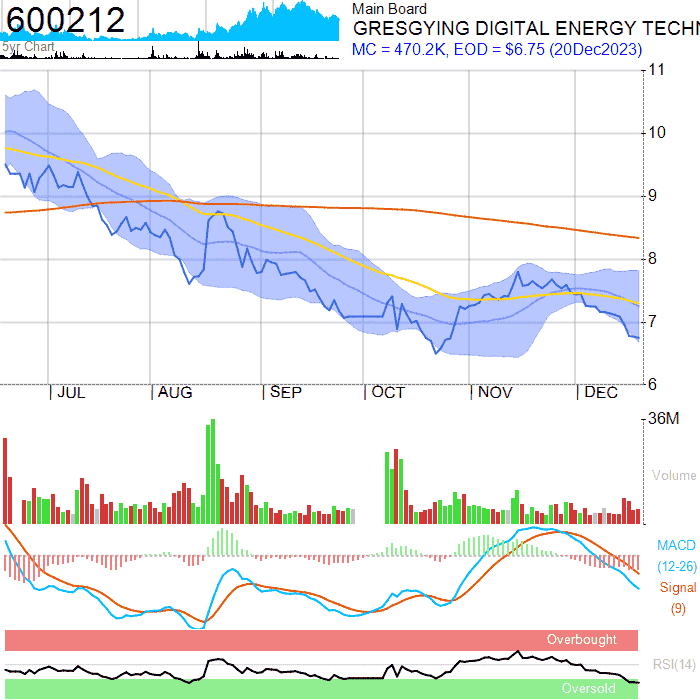 600212
5yr Chart
Main Board
GRESGYING DIGITAL ENERGY TECHN
MC = 470.2K, EOD = $6.75 (20Dec2023)
11
10
9
8
7
6
JUL AUG SEP OCT NOV DEC
36M
Volume
MACD
(12-26)
Signal
(9)
Overbought
RSI(14)
Oversold